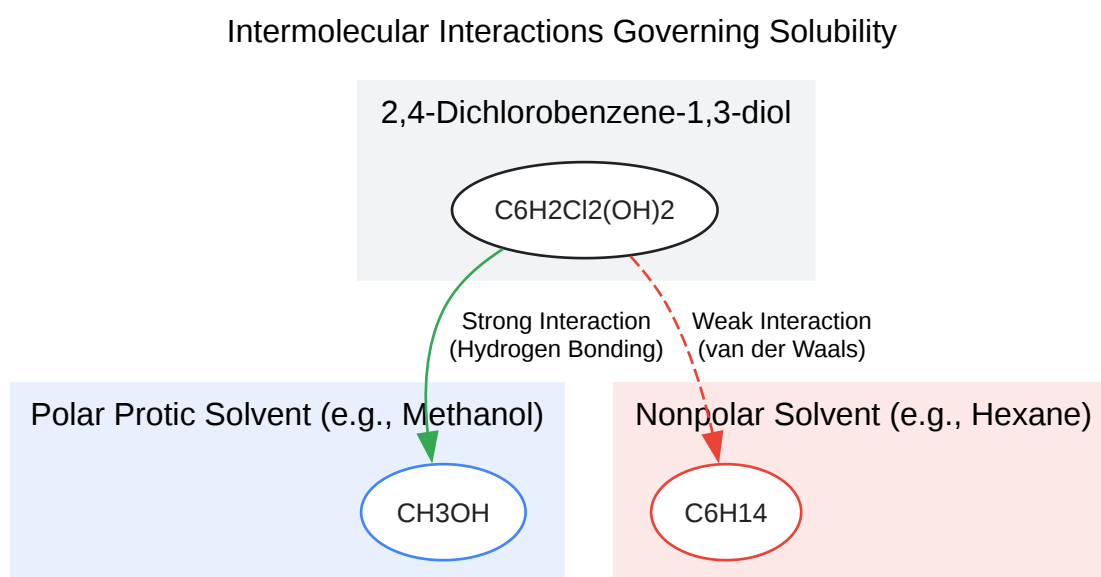 Intermolecular Interactions Governing Solubility
2,4-Dichlorobenzene-1,3-diol
C6H2Cl2(OH)2
Strong Interaction
(Hydrogen Bonding)
Weak Interaction
(van der Waals)
Polar Protic Solvent (e.g., Methanol)
CH3OH
Nonpolar Solvent (e.g., Hexane)
C6H14